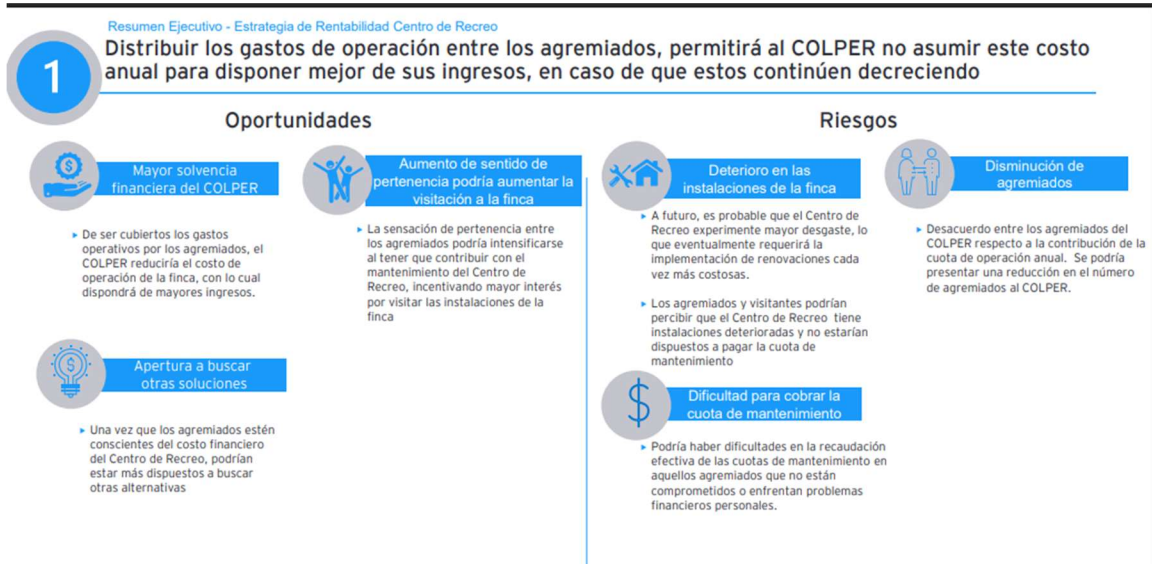 Resumen Ejecutivo - Estrategia de Rentabilidad Centro de Recreo
1
Distribuir los gastos de operación entre los agremiados, permitirá al COLPER no asumir este costo
anual para disponer mejor de sus ingresos, en caso de que estos continúen decreciendo
Oportunidades
Mayor solvencia
financiera del COLPER
▸ De ser cubiertos los gastos
operativos por los agremiados, el
COLPER reduciría el costo de
operación de la finca, con lo cual
dispondrá de mayores ingresos.
Aumento de sentido de
pertenencia podría aumentar la
visitación a la finca
▸ La sensación de pertenencia entre
los agremiados podría intensificarse
al tener que contribuir con el
mantenimiento del Centro de
Recreo, incentivando mayor interés
por visitar las instalaciones de la
finca
Apertura a buscar
otras soluciones
▸ Una vez que los agremiados estén
conscientes del costo financiero
del Centro de Recreo, podrían
estar más dispuestos a buscar
otras alternativas
Riesgos
Deterioro en las
instalaciones de la finca
▸ A futuro, es probable que el Centro de
Recreo experimente mayor desgaste, lo
que eventualmente requerirá la
implementación de renovaciones cada
vez más costosas.
▸ Los agremiados y visitantes podrían
percibir que el Centro de Recreo tiene
instalaciones deterioradas y no estarían
dispuestos a pagar la cuota de
mantenimiento
Disminución de
agremiados
▸ Desacuerdo entre los agremiados del
COLPER respecto a la contribución de la
cuota de operación anual. Se podría
presentar una reducción en el número
de agremiados al COLPER.
Dificultad para cobrar la
cuota de mantenimiento
▸ Podría haber dificultades en la recaudación
efectiva de las cuotas de mantenimiento en
aquellos agremiados que no están
comprometidos o enfrentan problemas
financieros personales.